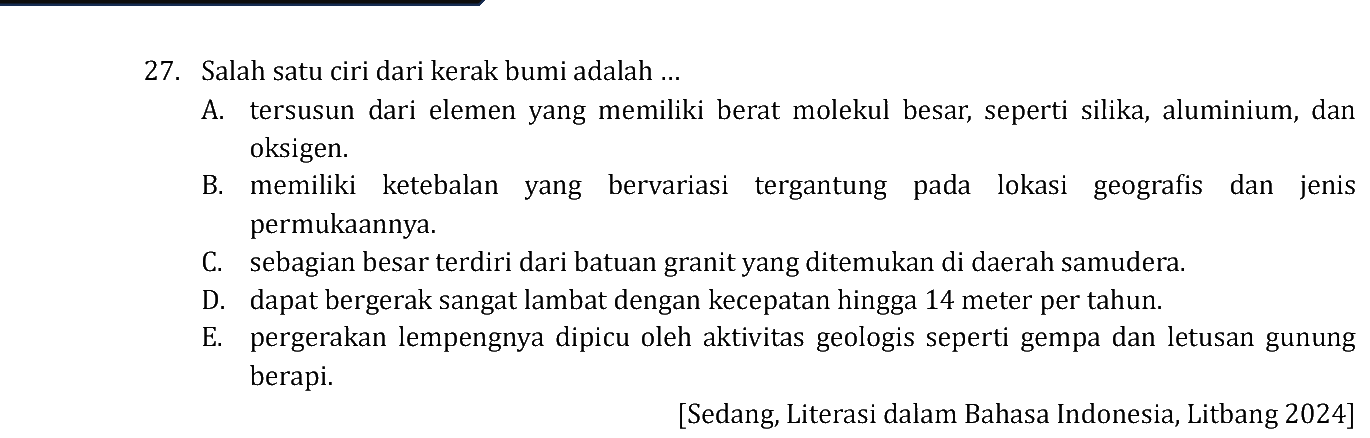 27. Salah satu ciri dari kerak bumi adalah ...
A. tersusun dari elemen yang memiliki berat molekul besar, seperti silika, aluminium, dan
oksigen.
B. memiliki ketebalan yang bervariasi tergantung pada lokasi geografis dan jenis
permukaannya.
C. sebagian besar terdiri dari batuan granit yang ditemukan di daerah samudera.
D. dapat bergerak sangat lambat dengan kecepatan hingga 14 meter per tahun.
E. pergerakan lempengnya dipicu oleh aktivitas geologis seperti gempa dan letusan gunung
berapi.
[Sedang, Literasi dalam Bahasa Indonesia, Litbang 2024]